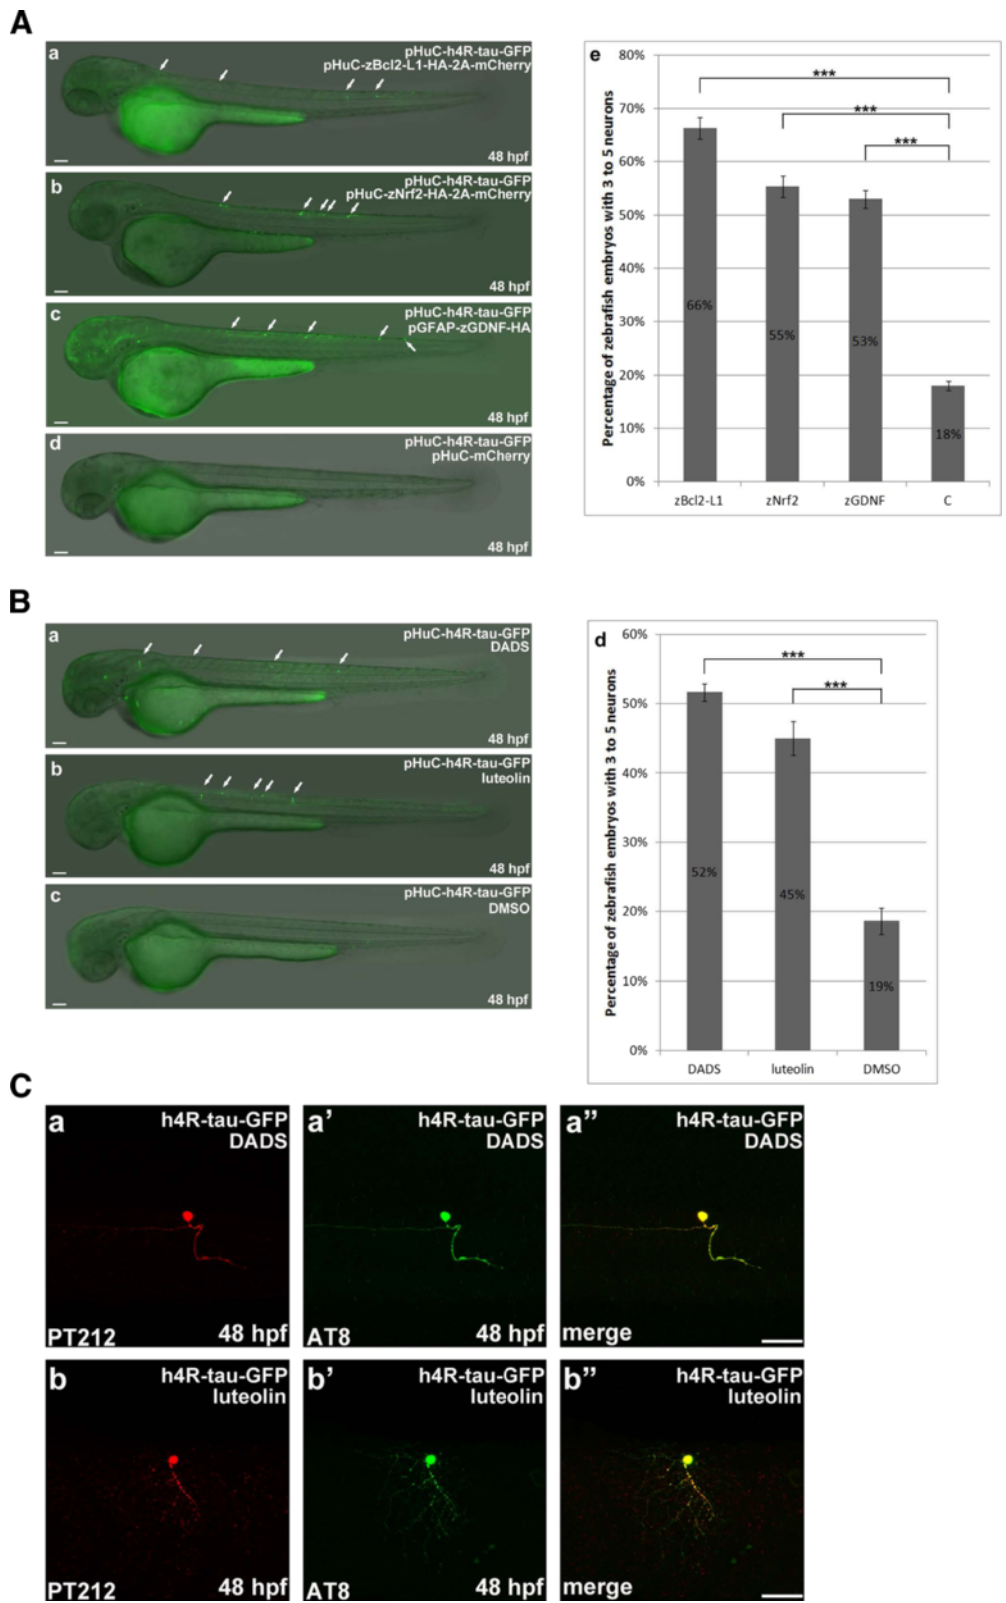 A
a
pHuC-h4R-tau-GFP
pHuC-zBcl2-L1-HA-2A-mCherry
48 hpf
b
pHuC-h4R-tau-GFP
pHuC-zNrf2-HA-2A-mCherry
48 hpf
c
pHuC-h4R-tau-GFP
pGFAP-zGDNF-HA
48 hpf
d
pHuC-h4R-tau-GFP
pHuC-mCherry
48 hpf
e
Percentage of zebrafish embryos with 3 to 5 neurons
80%
70%
60%
50%
40%
30%
20%
10%
0%
***
***
***
66%
55%
53%
18%
zBcl2-L1
zNrf2
zGDNF
C
B
a
pHuC-h4R-tau-GFP
DADS
48 hpf
b
pHuC-h4R-tau-GFP
luteolin
48 hpf
c
pHuC-h4R-tau-GFP
DMSO
48 hpf
d
Percentage of zebrafish embryos with 3 to 5 neurons
60%
50%
40%
30%
20%
10%
0%
***
***
52%
45%
19%
DADS
luteolin
DMSO
C
a
h4R-tau-GFP
DADS
PT212
48 hpf
a'
h4R-tau-GFP
DADS
AT8
48 hpf
a"
h4R-tau-GFP
DADS
merge
b
h4R-tau-GFP
luteolin
PT212
48 hpf
b'
h4R-tau-GFP
luteolin
AT8
48 hpf
b"
h4R-tau-GFP
luteolin
merge